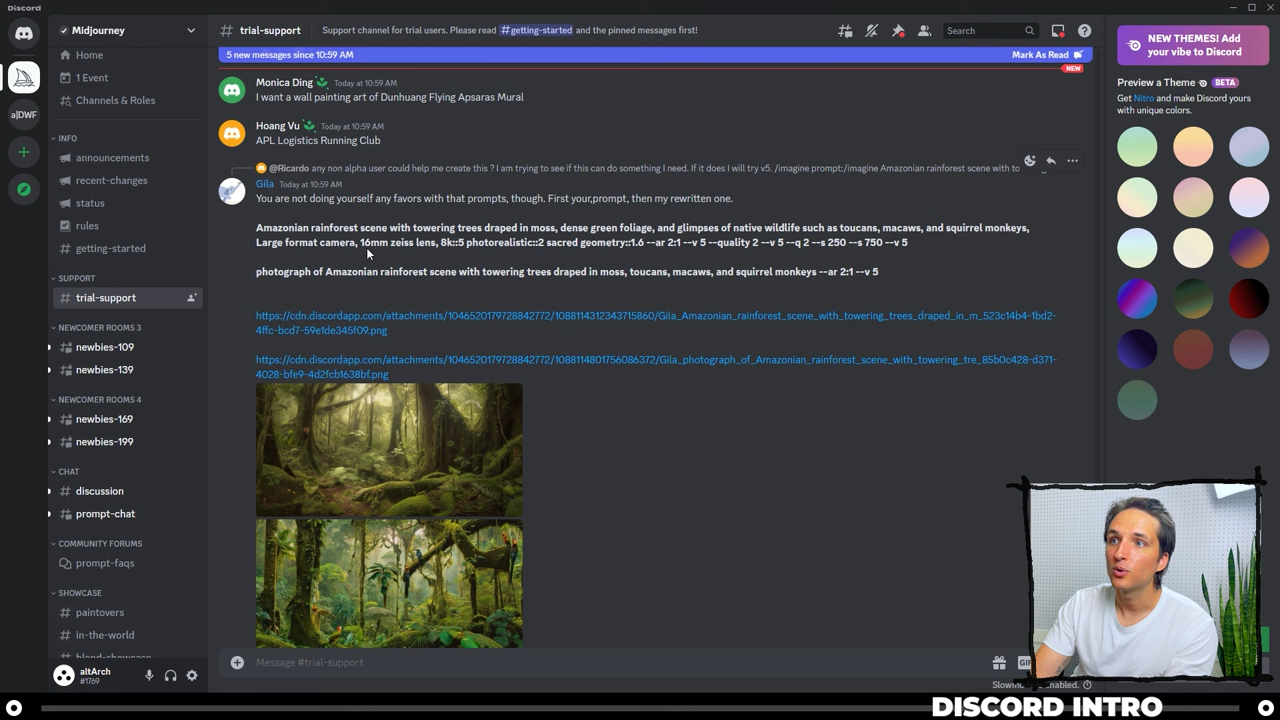 Discord
Midjourney
Home
1 Event
Channels & Roles
INFO
announcements
recent-changes
status
rules
getting-started
SUPPORT
trial-support
NEWCOMER ROOMS 3
newbies-109
newbies-139
NEWCOMER ROOMS 4
newbies-169
newbies-199
CHAT
discussion
prompt-chat
COMMUNITY FORUMS
prompt-faqs
SHOWCASE
paintovers
in-the-world
altArch
#1769
a|DWF
trial-support
Support channel for trial users. Please read #getting-started and the pinned messages first!
Search
5 new messages since 10:59 AM
Mark As Read
NEW
Monica Ding Today at 10:59 AM
I want a wall painting art of Dunhuang Flying Apsaras Mural
Hoang Vu Today at 10:59 AM
APL Logistics Running Club
@Ricardo any non alpha user could help me create this ? I am trying to see if this can do something I need. If it does I will try v5. /imagine prompt:/imagine Amazonian rainforest scene with to
Gila Today at 10:59 AM
You are not doing yourself any favors with that prompts, though. First your,prompt, then my rewritten one.
Amazonian rainforest scene with towering trees draped in moss, dense green foliage, and glimpses of native wildlife such as toucans, macaws, and squirrel monkeys,
Large format camera, 16mm zeiss lens, 8k::5 photorealistic::2 sacred geometry::1.6 --ar 2:1 --v 5 --quality 2 --v 5 --q 2 --s 250 --s 750 --v 5
photograph of Amazonian rainforest scene with towering trees draped in moss, toucans, macaws, and squirrel monkeys --ar 2:1 --v 5
https://cdn.discordapp.com/attachments/1046520179728842772/1088114312343715860/Gila_Amazonian_rainforest_scene_with_towering_trees_draped_in_m_523c14b4-1bd2-
4ffc-bcd7-59e1de345f09.png
https://cdn.discordapp.com/attachments/1046520179728842772/1088114801756086372/Gila_photograph_of_Amazonian_rainforest_scene_with_towering_tre_85b0c428-d371-
4028-bfe9-4d2fcb1638bf.png
Message #trial-support
GIF
NEW THEMES! Add
your vibe to Discord
Preview a Theme BETA
Get Nitro and make Discord yours
with unique colors.
DISCORD INTRO